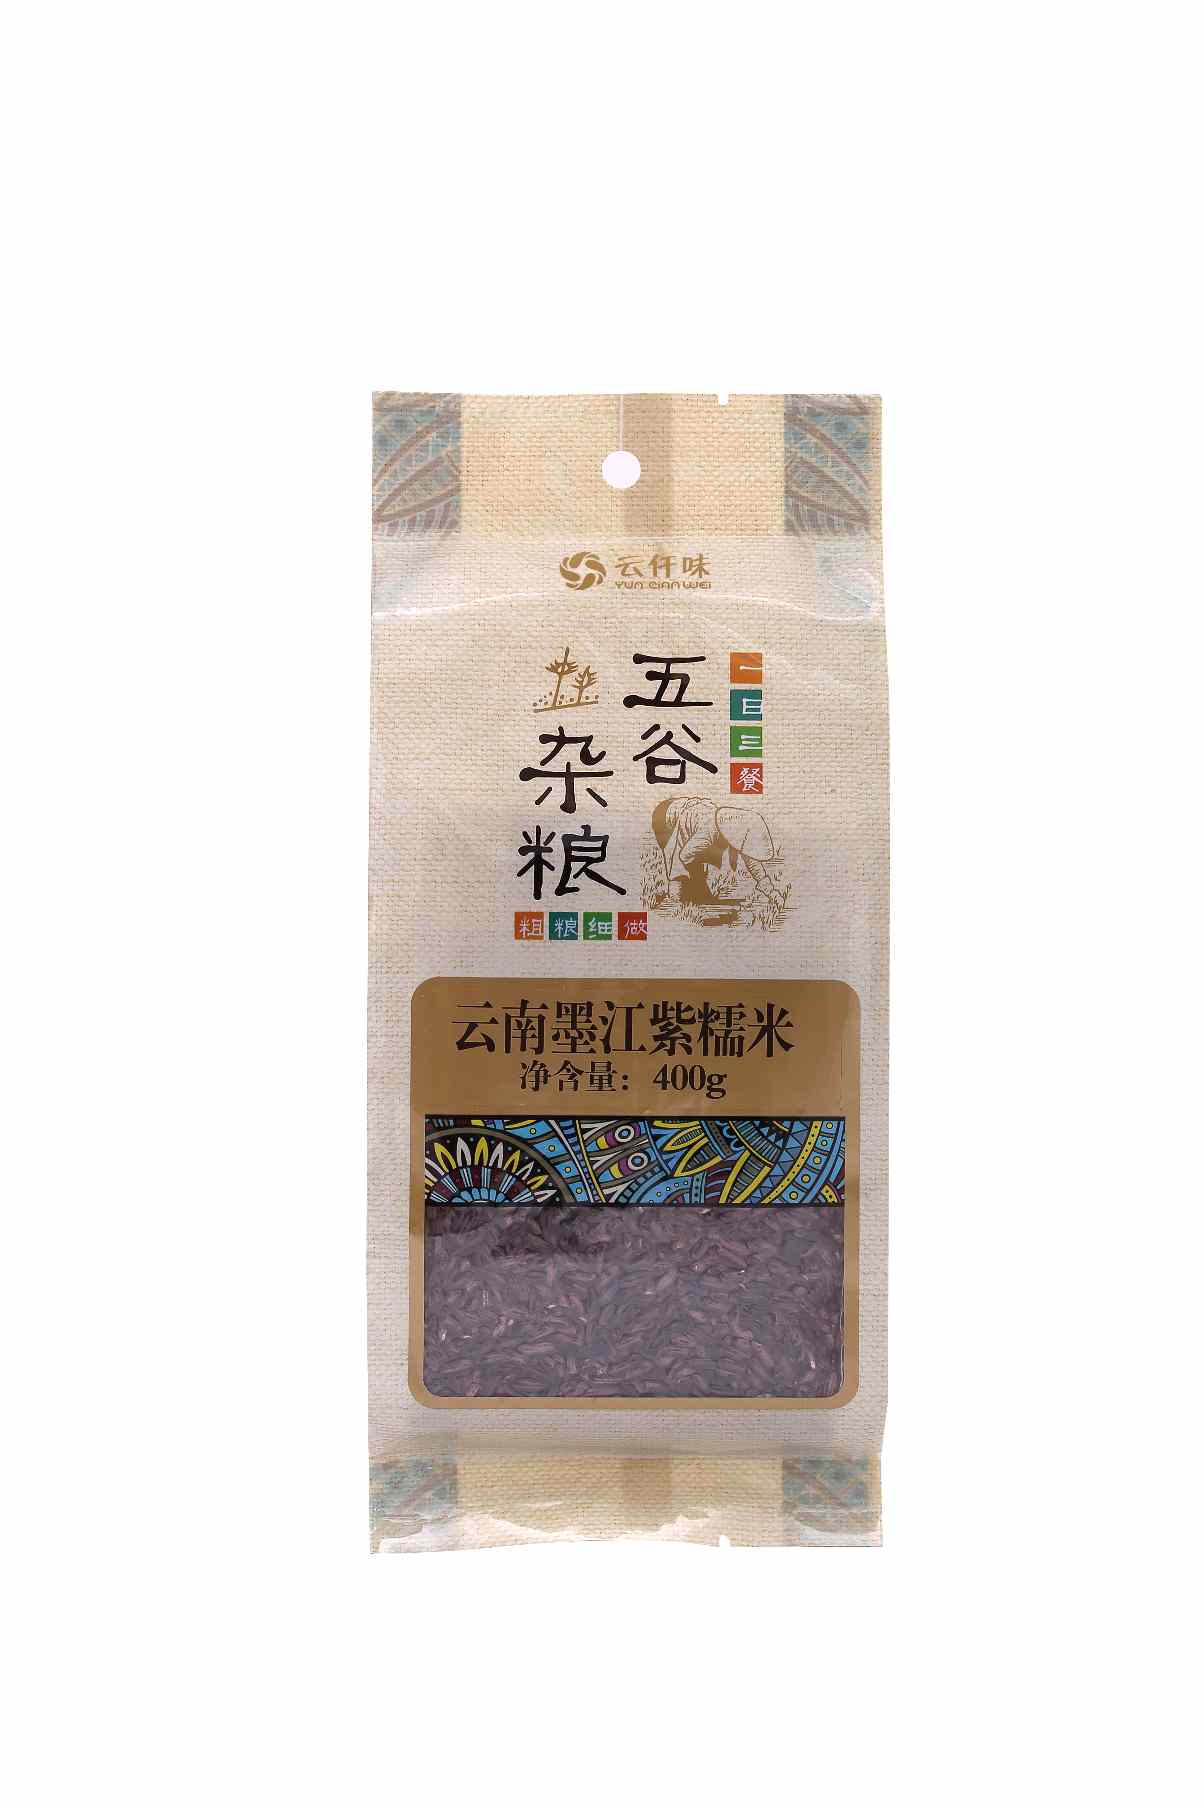 云仟味
YUN QIAN WEI
一日三餐
五谷
杂粮
粗粮细做
云南墨江紫糯米
净含量：400g